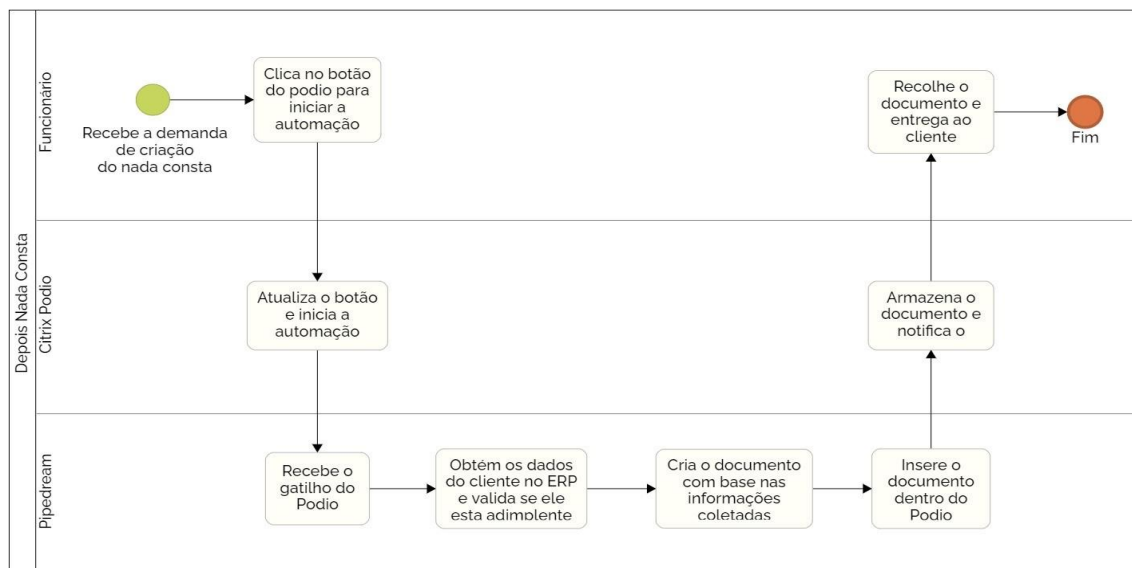 Depois Nada Consta
Funcionário
Recebe a demanda
de criação
do nada consta
Clica no botão
do podio para
iniciar a
automação
Recolhe o
documento e
entrega ao
cliente
Fim
Citrix Podio
Atualiza o botão
e inicia a
automação
Armazena o
documento e
notifica o
Pipedream
Recebe o
gatilho do
Podio
Obtém os dados
do cliente no ERP
e valida se ele
esta adimplente
Cria o documento
com base nas
informações
coletadas
Insere o
documento
dentro do
Podio